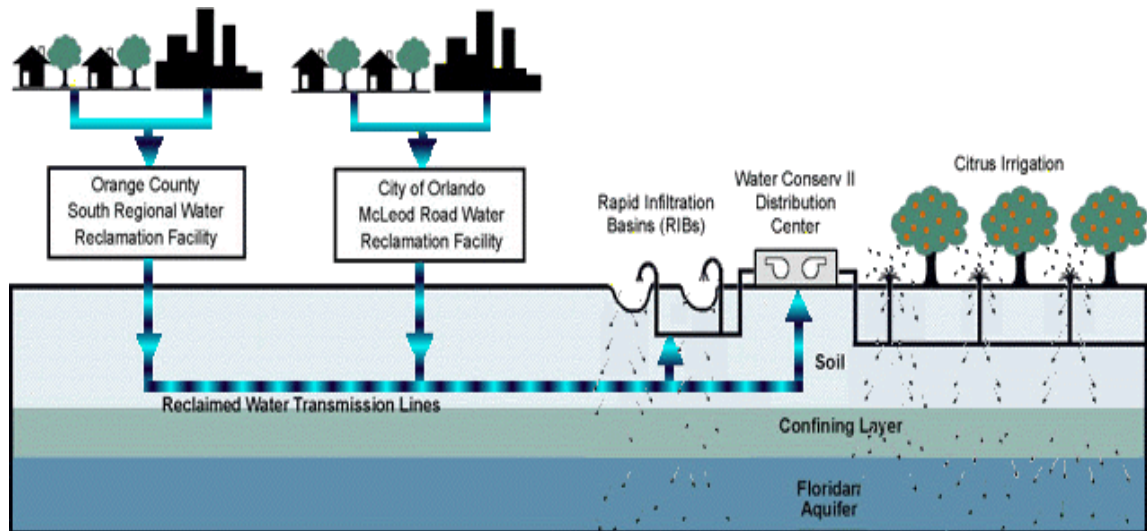 Orange County
South Regional Water
Reclamation Facility
City of Orlando
McLeod Road Water
Reclamation Facility
Rapid Infiltration
Basins (RIBs)
Water Conserv II
Distribution
Center
Citrus Irrigation
Soil
Reclaimed Water Transmission Lines
Confining Layer
Floridan
Aquifer